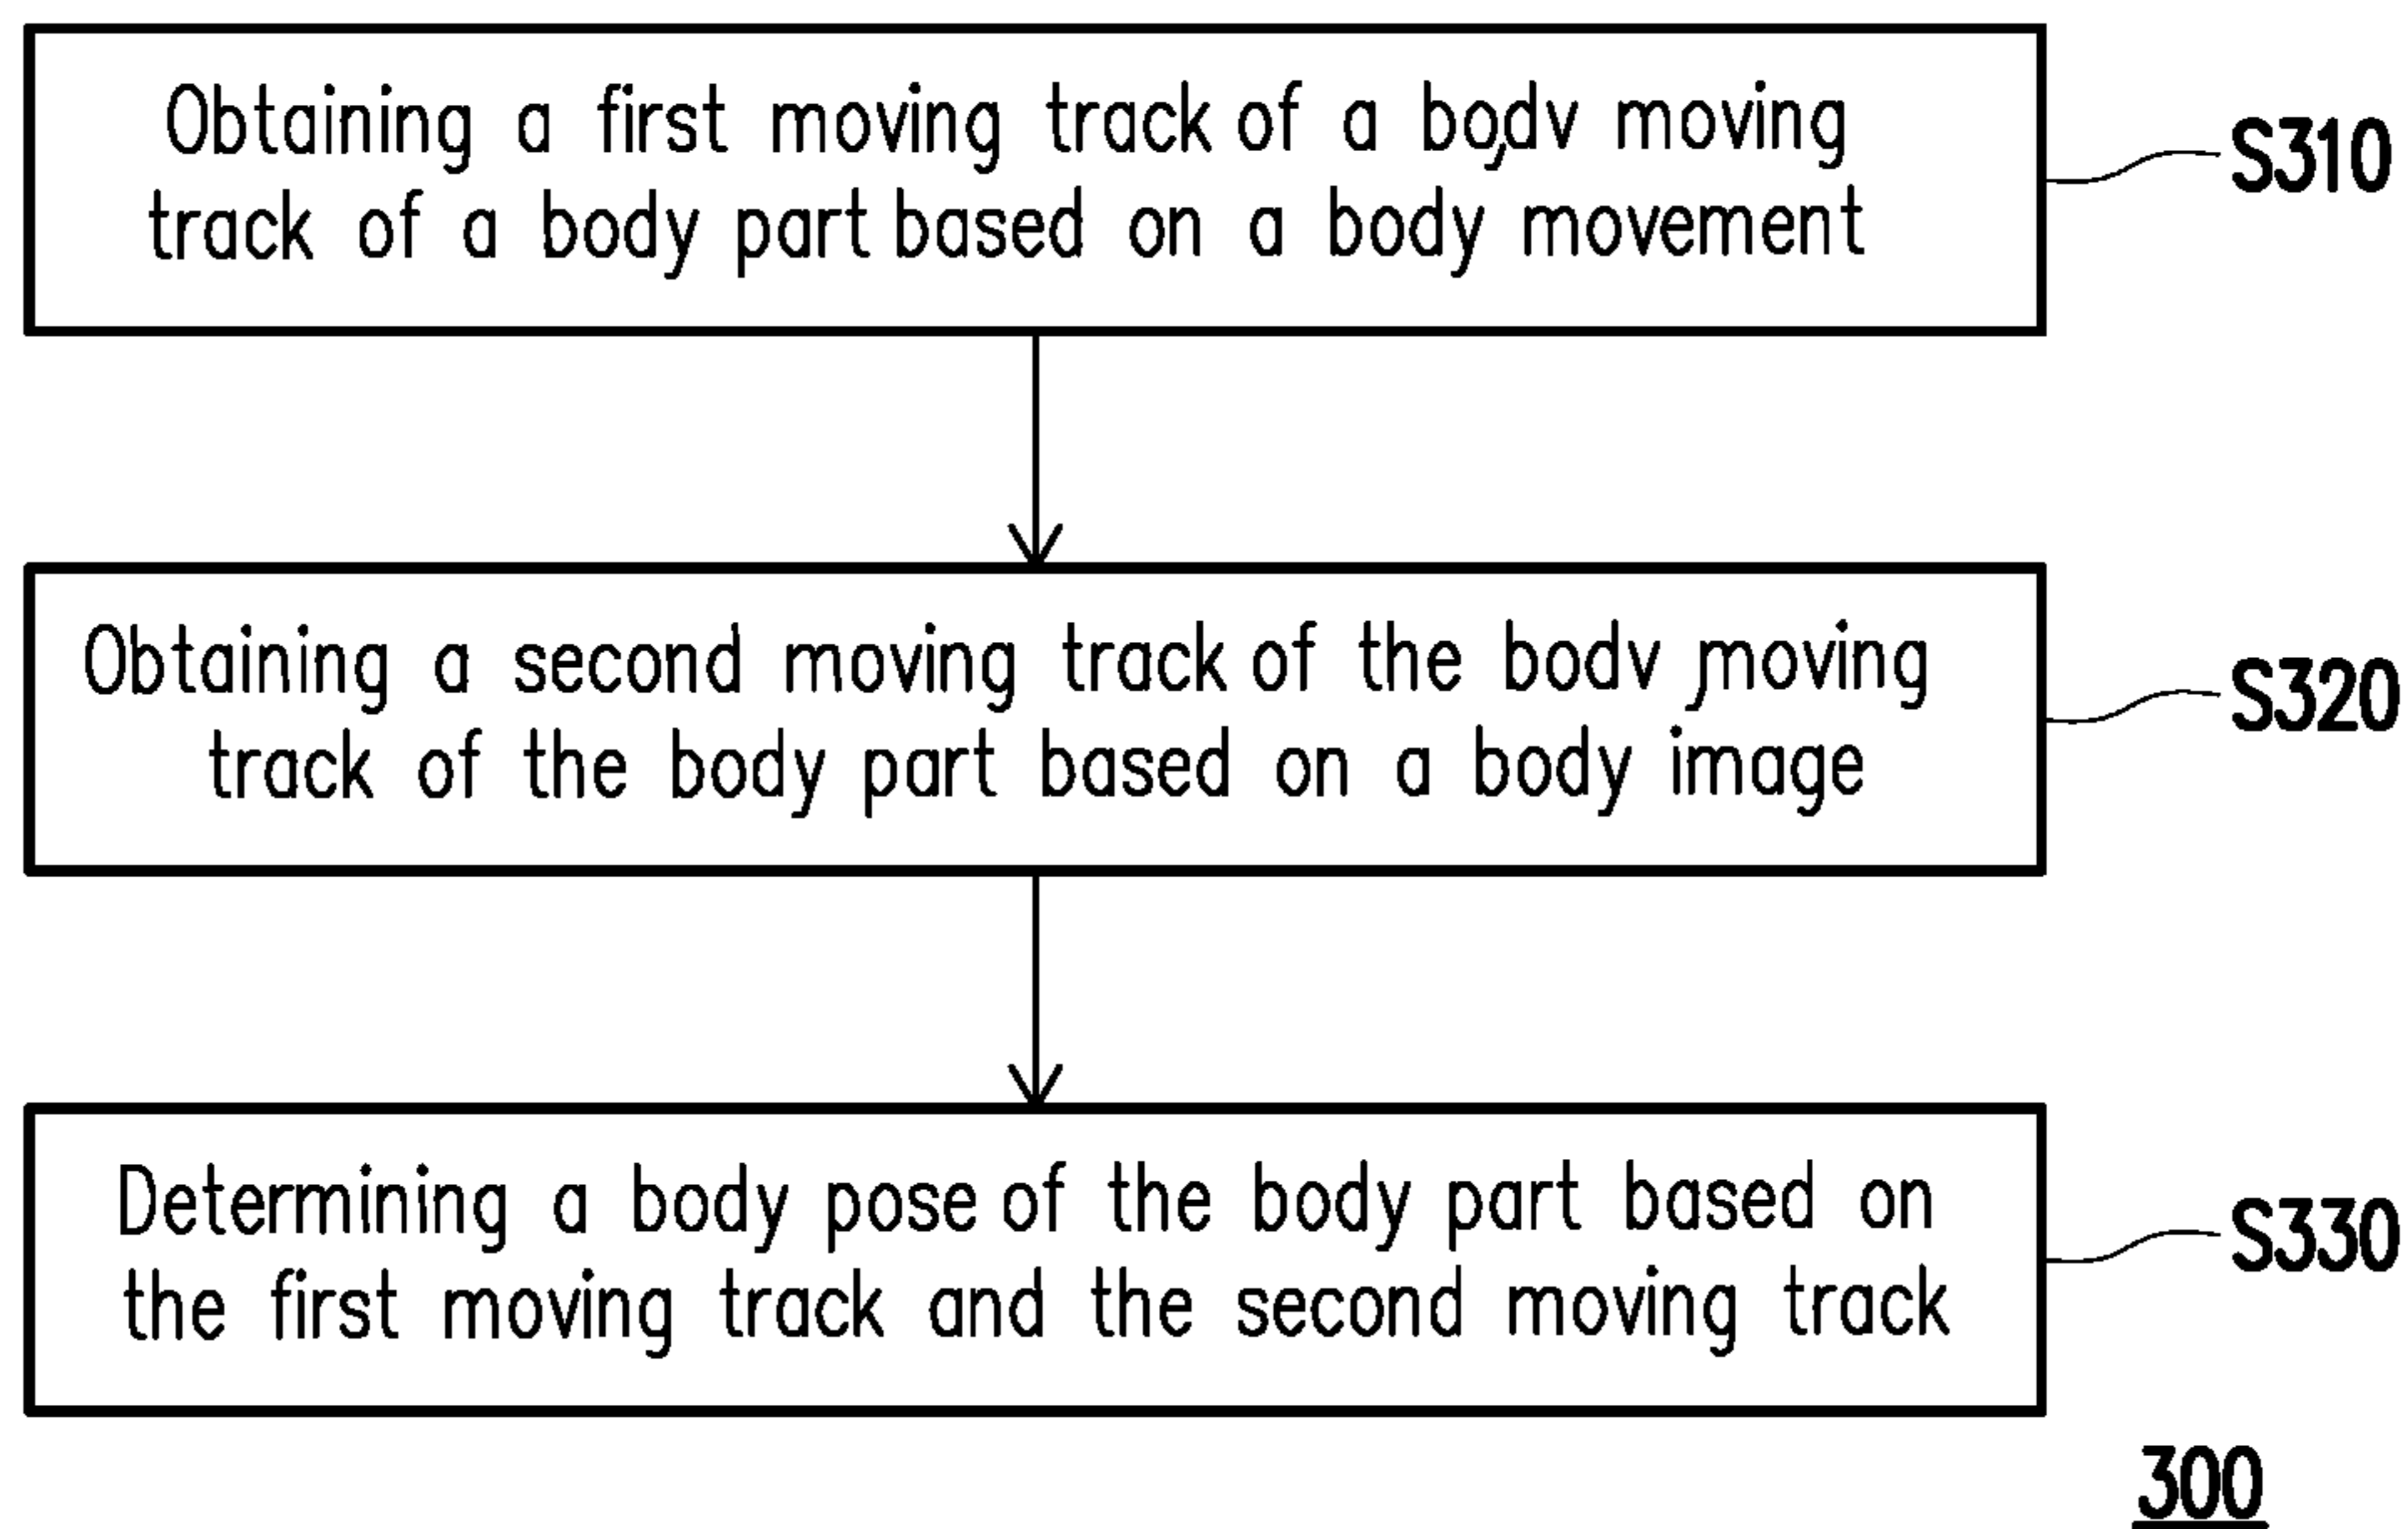 Obtaining a first moving track of a body moving
track of a body part based on a body movement
S310
Obtaining a second moving track of the body moving
track of the body part based on a body image
S320
Determining a body pose of the body part based on
the first moving track and the second moving track
S330
300